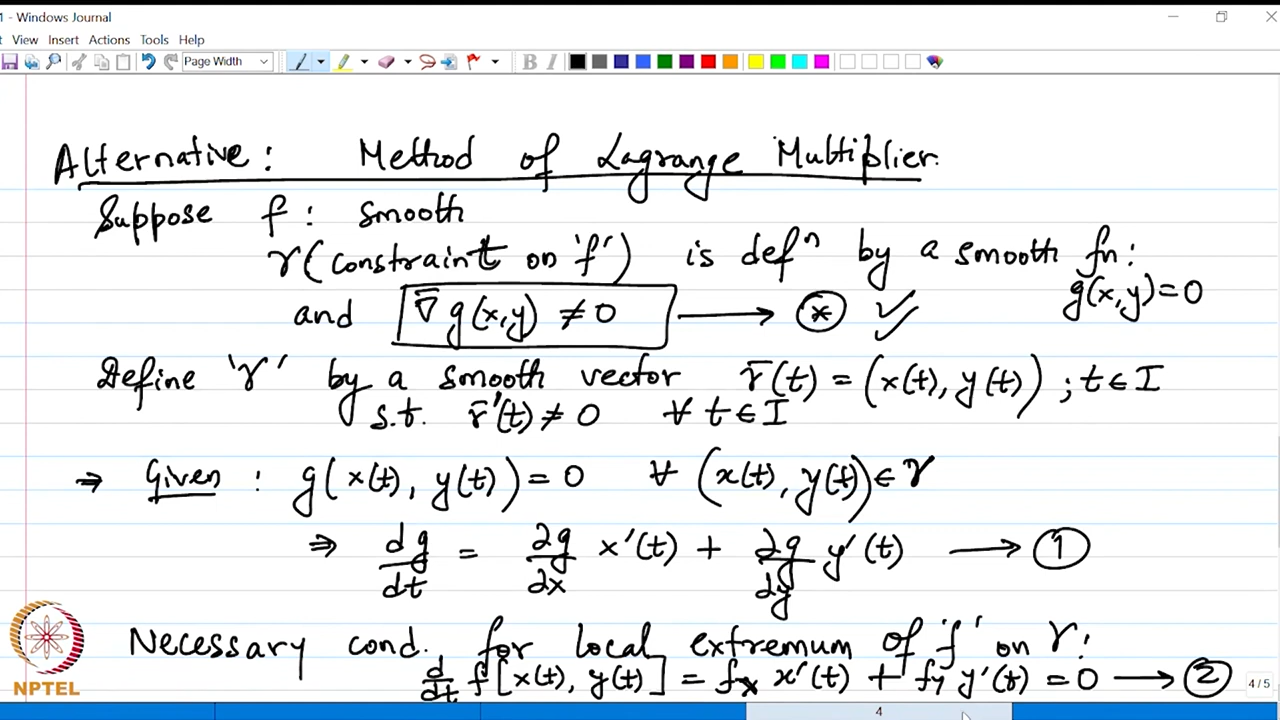 1 - Windows Journal
View Insert Actions Tools Help
Page Width
B I
Alternative: Method of Lagrange Multiplier.
Suppose f: smooth
γ(constraint on 'f') is defⁿ by a smooth fn:
g(x,y)=0
and ∇̄ g(x,y) ≠ 0 → ⊛ ✓
Define 'γ' by a smooth vector r̄(t) = (x(t), y(t)) ; t ∈ I
s.t. r̄'(t) ≠ 0 ∀ t ∈ I
⇒ Given : g(x(t), y(t)) = 0 ∀ (x(t), y(t)) ∈ γ
⇒ dg/dt = ∂g/∂x x'(t) + ∂g/∂y y'(t) → ①
Necessary cond. for local extremum of 'f' on γ:
d/dt f[x(t), y(t)] = fx x'(t) + fy y'(t) = 0 → ②
NPTEL
4 / 5
4